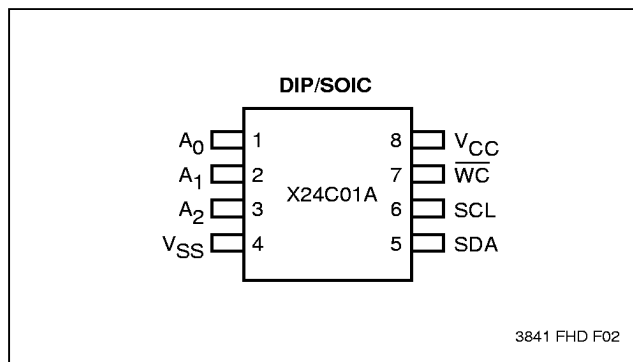 DIP/SOIC
A0 1 8 VCC
A1 2 7 WC
X24C01A
A2 3 6 SCL
VSS 4 5 SDA
3841 FHD F02